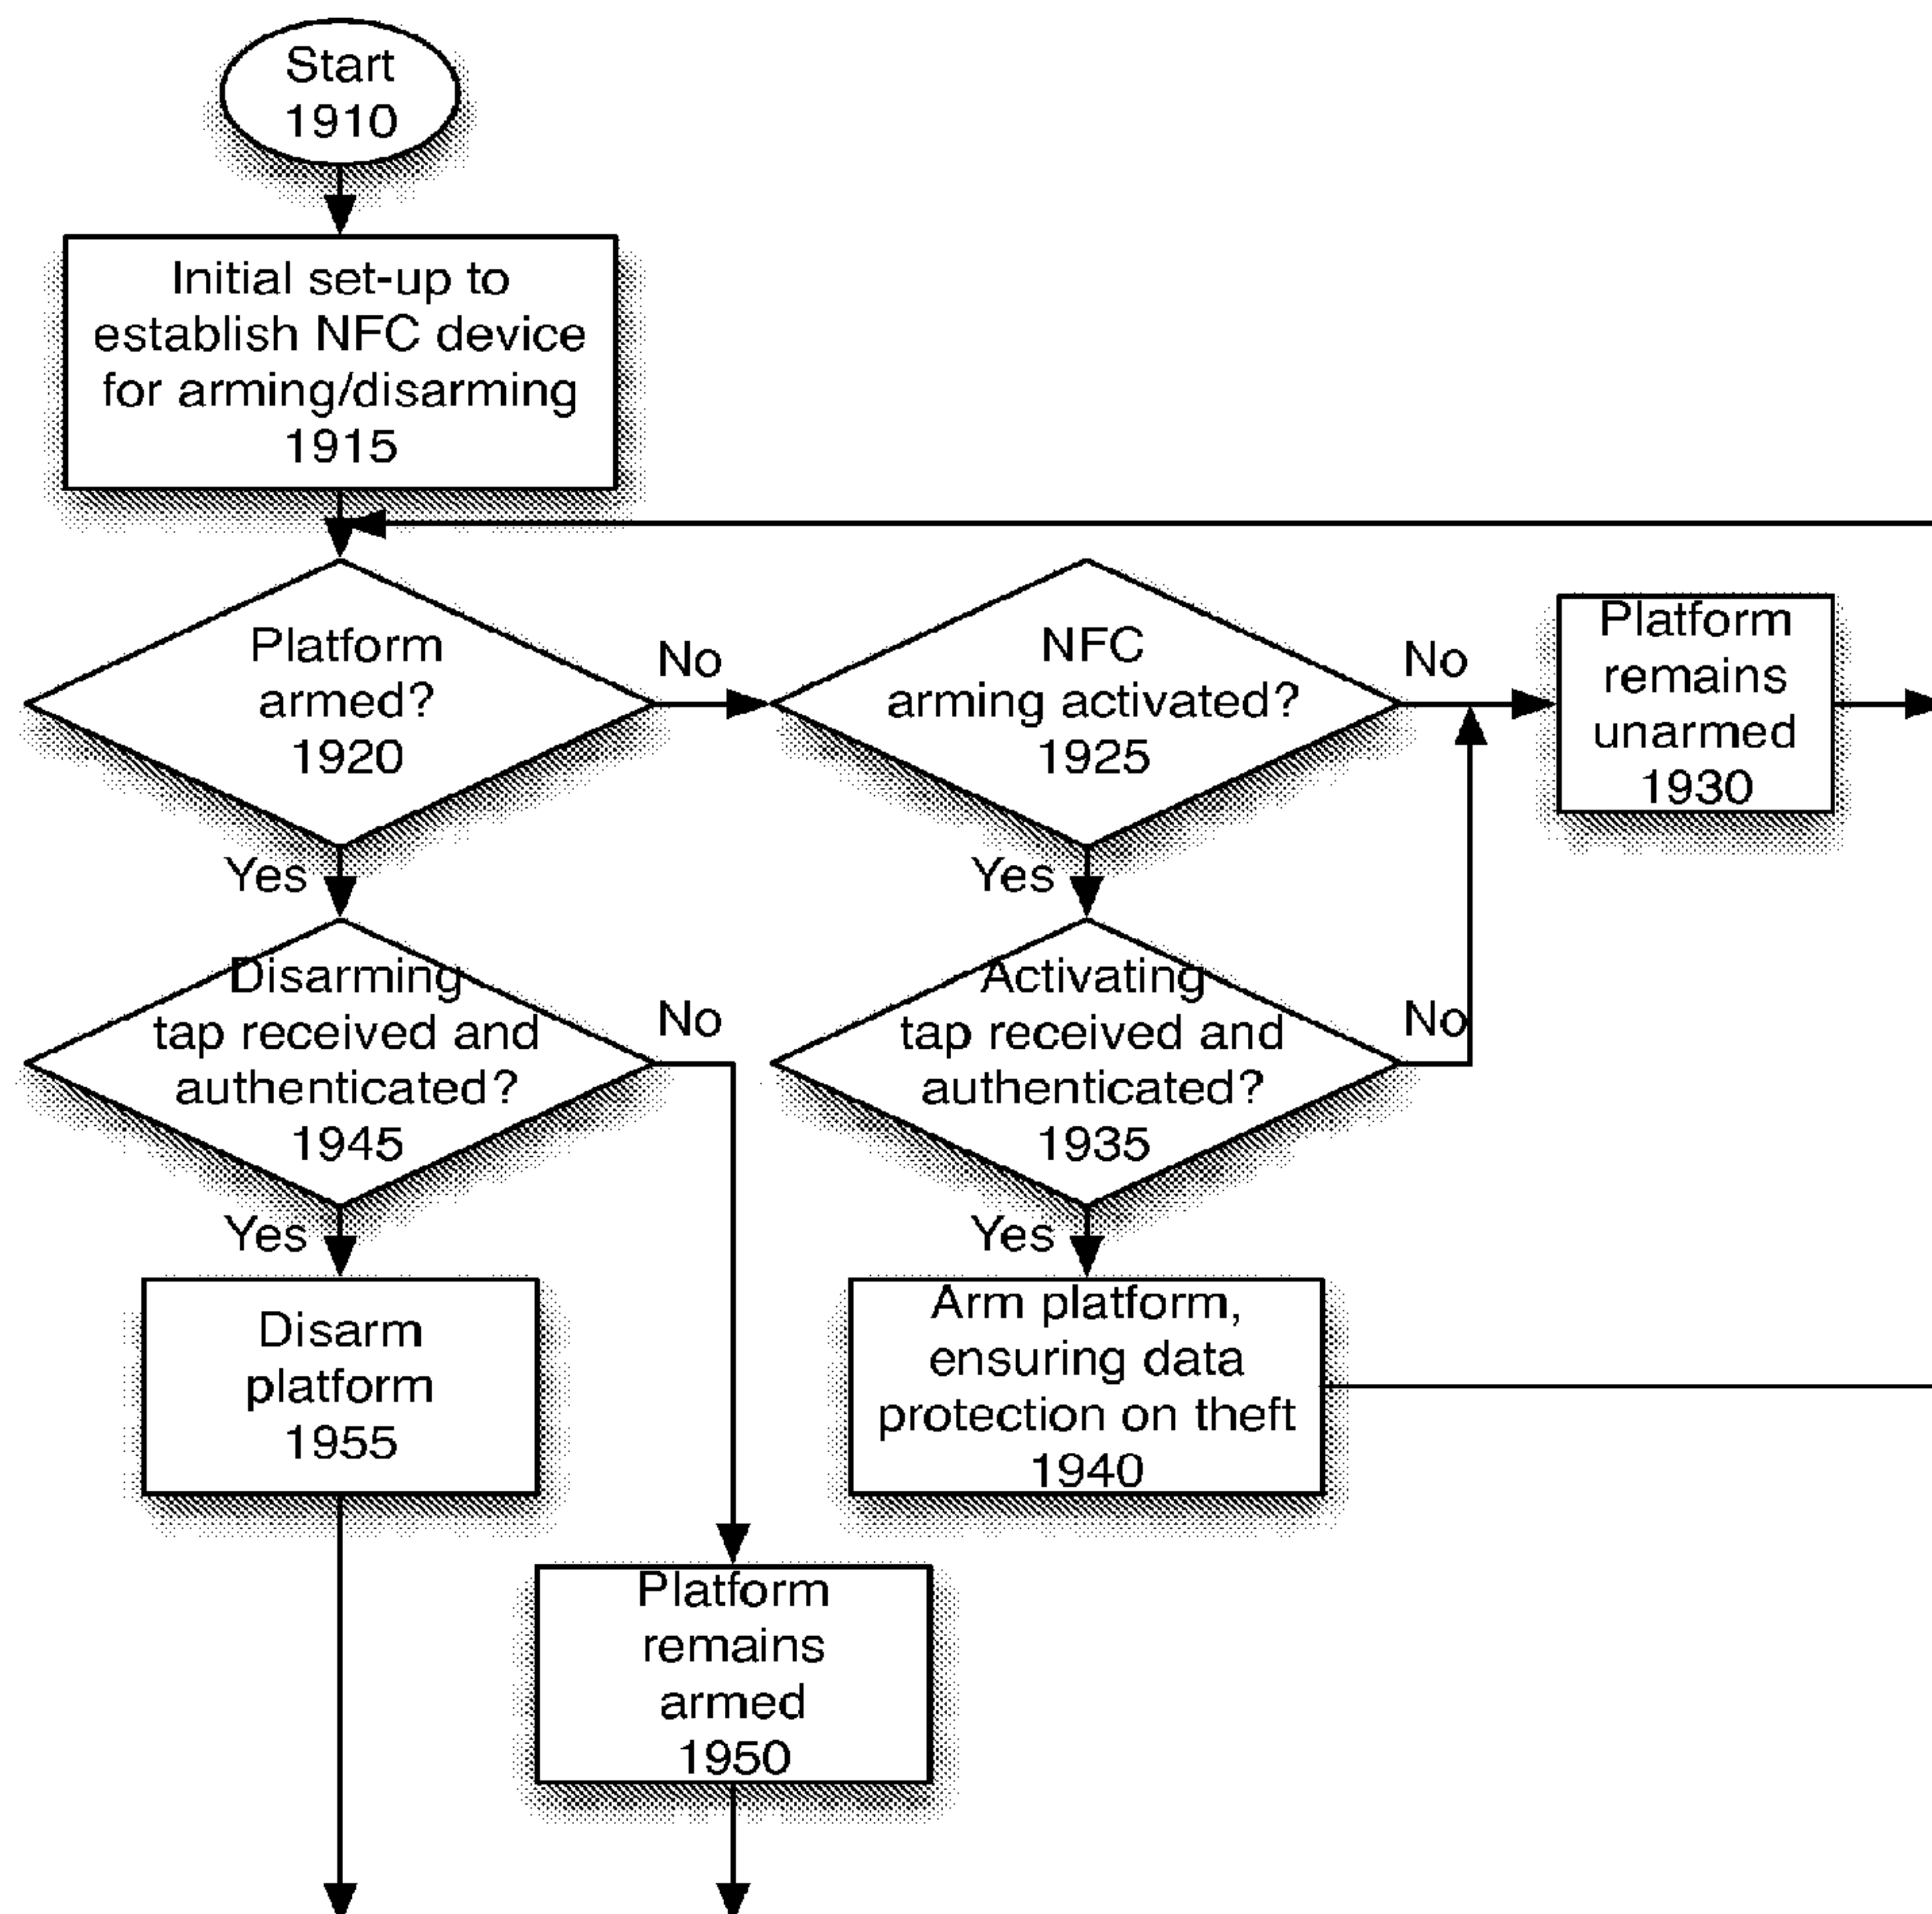 Start
1910
Initial set-up to
establish NFC device
for arming/disarming
1915
Platform
armed?
1920
No
NFC
arming activated?
1925
No
Platform
remains
unarmed
1930
Yes
Yes
Disarming
tap received and
authenticated?
1945
No
Activating
tap received and
authenticated?
1935
No
Yes
Yes
Disarm
platform
1955
Arm platform,
ensuring data
protection on theft
1940
Platform
remains
armed
1950